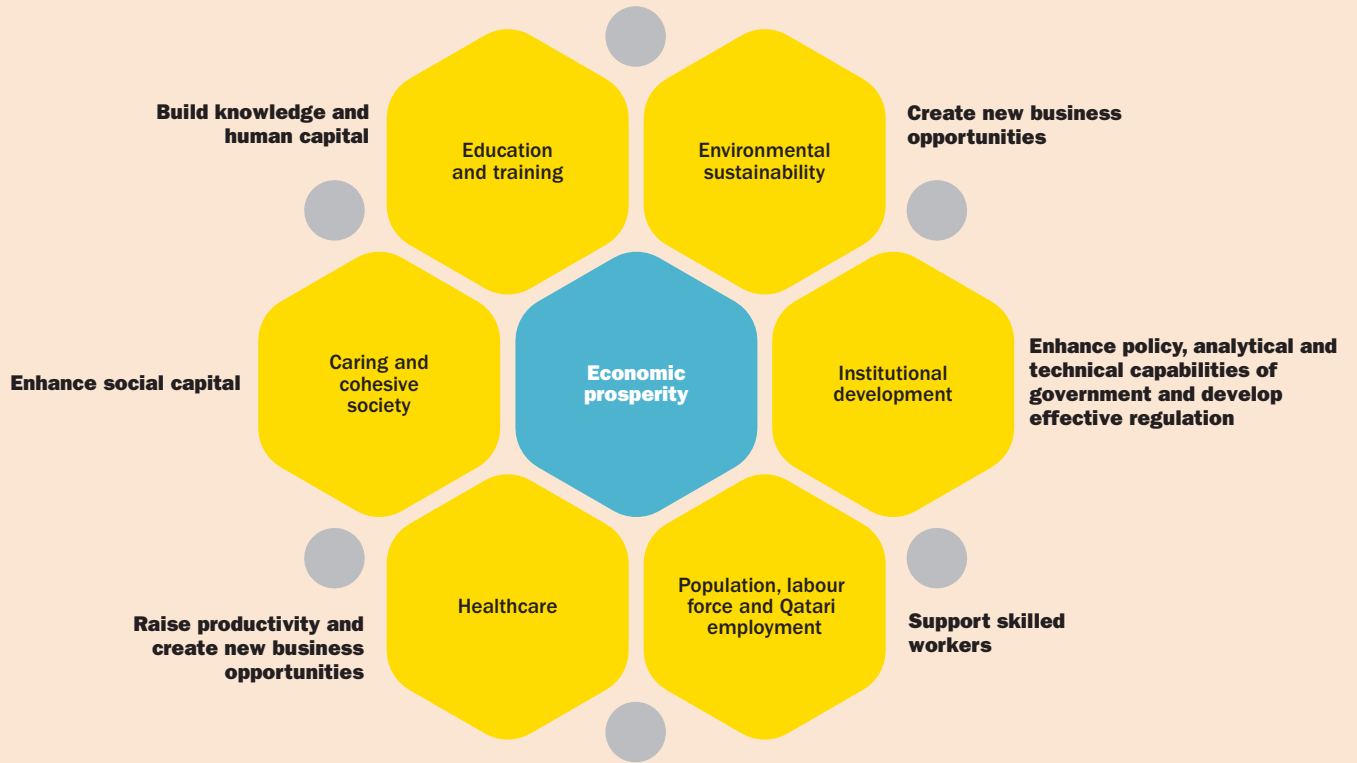 Build knowledge and
human capital
Education
and training
Environmental
sustainability
Create new business
opportunities
Enhance social capital
Caring and
cohesive
society
Economic
prosperity
Institutional
development
Enhance policy, analytical and
technical capabilities of
government and develop
effective regulation
Raise productivity and
create new business
opportunities
Healthcare
Population, labour
force and Qatari
employment
Support skilled
workers